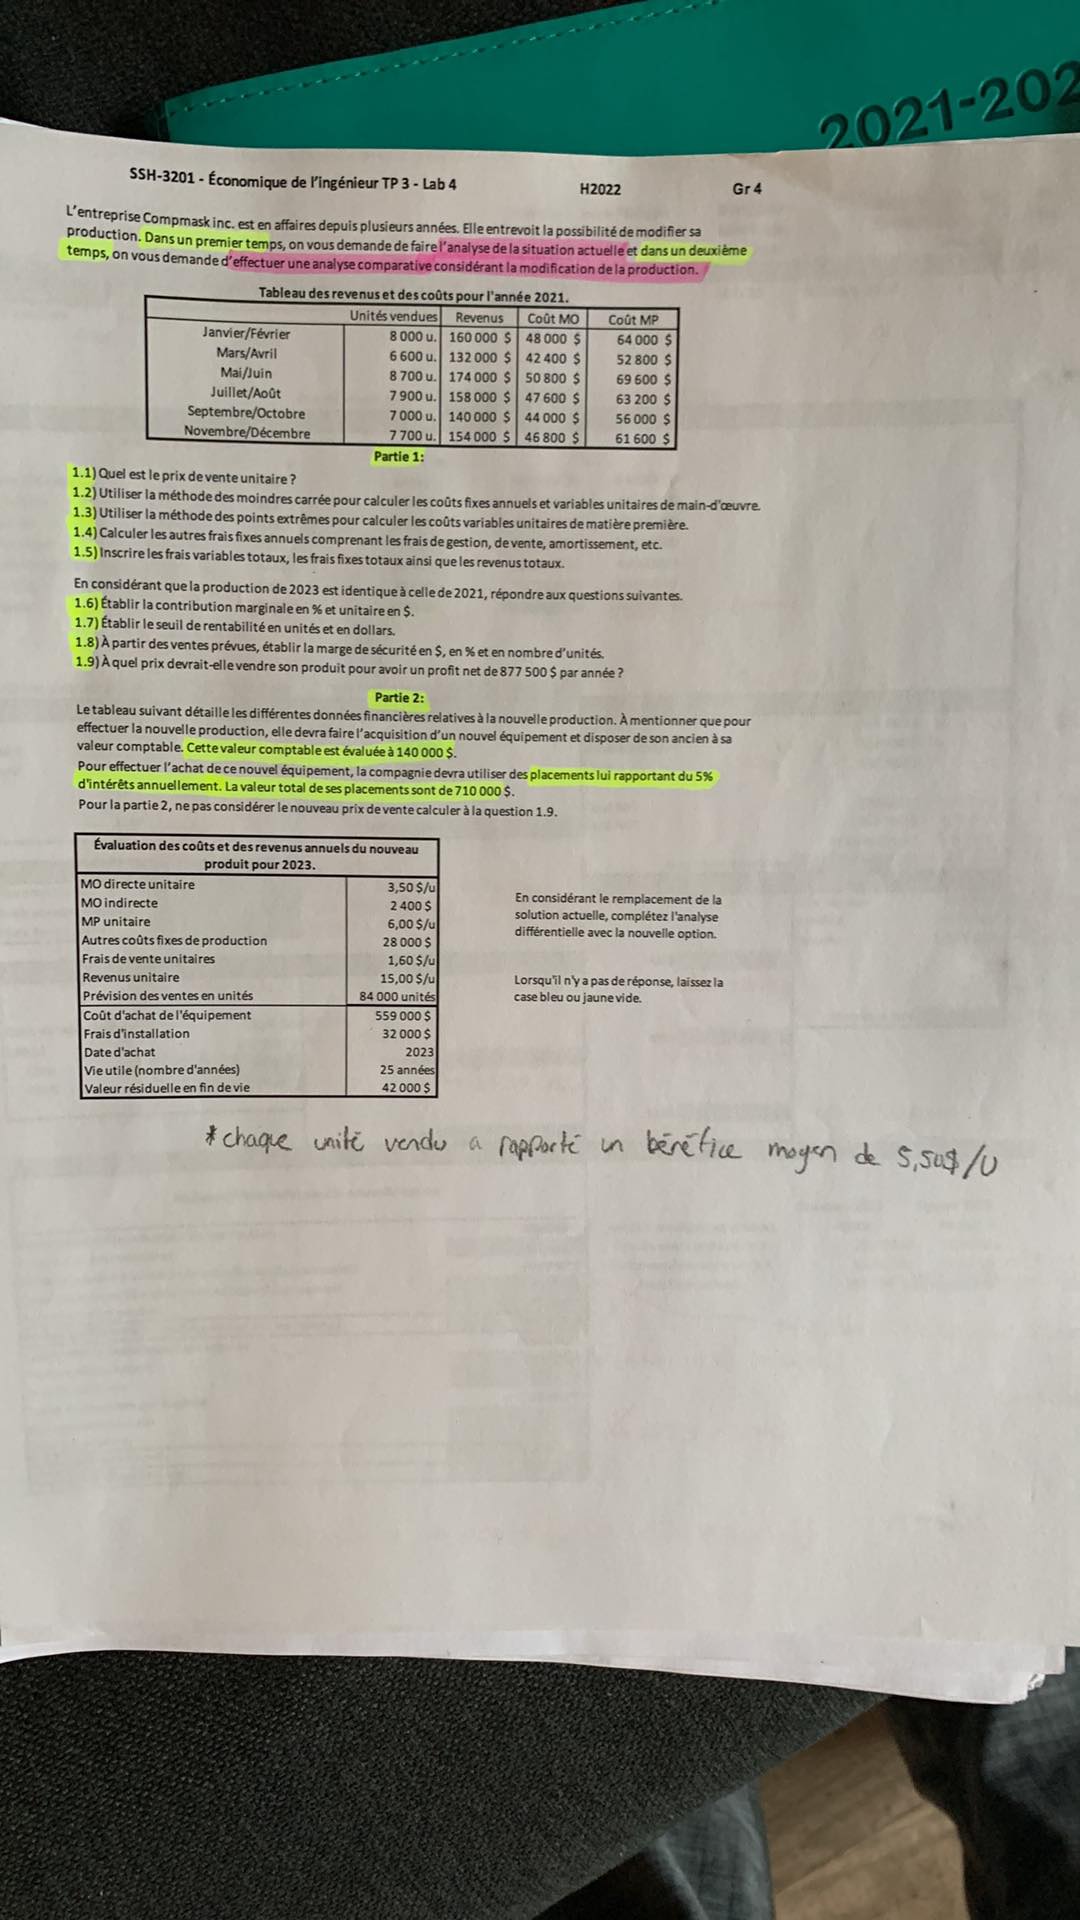 2021-202
SSH-3201 - Économique de l'ingénieur TP 3 - Lab 4 H2022 Gr 4
L'entreprise Compmask inc. est en affaires depuis plusieurs années. Elle entrevoit la possibilité de modifier sa
production. Dans un premier temps, on vous demande de faire l'analyse de la situation actuelle et dans un deuxième
temps, on vous demande d'effectuer une analyse comparative considérant la modification de la production.
Tableau des revenus et des coûts pour l'année 2021.
Unités vendues Revenus Coût MO Coût MP
Janvier/Février 8 000 u. 160 000 $ 48 000 $ 64 000 $
Mars/Avril 6 600 u. 132 000 $ 42 400 $ 52 800 $
Mai/Juin 8 700 u. 174 000 $ 50 800 $ 69 600 $
Juillet/Août 7 900 u. 158 000 $ 47 600 $ 63 200 $
Septembre/Octobre 7 000 u. 140 000 $ 44 000 $ 56 000 $
Novembre/Décembre 7 700 u. 154 000 $ 46 800 $ 61 600 $
Partie 1:
1.1) Quel est le prix de vente unitaire ?
1.2) Utiliser la méthode des moindres carrée pour calculer les coûts fixes annuels et variables unitaires de main-d'œuvre.
1.3) Utiliser la méthode des points extrêmes pour calculer les coûts variables unitaires de matière première.
1.4) Calculer les autres frais fixes annuels comprenant les frais de gestion, de vente, amortissement, etc.
1.5) Inscrire les frais variables totaux, les frais fixes totaux ainsi que les revenus totaux.
En considérant que la production de 2023 est identique à celle de 2021, répondre aux questions suivantes.
1.6) Établir la contribution marginale en % et unitaire en $.
1.7) Établir le seuil de rentabilité en unités et en dollars.
1.8) À partir des ventes prévues, établir la marge de sécurité en $, en % et en nombre d'unités.
1.9) À quel prix devrait-elle vendre son produit pour avoir un profit net de 877 500 $ par année ?
Partie 2:
Le tableau suivant détaille les différentes données financières relatives à la nouvelle production. À mentionner que pour
effectuer la nouvelle production, elle devra faire l'acquisition d'un nouvel équipement et disposer de son ancien à sa
valeur comptable. Cette valeur comptable est évaluée à 140 000 $.
Pour effectuer l'achat de ce nouvel équipement, la compagnie devra utiliser des placements lui rapportant du 5%
d'intérêts annuellement. La valeur total de ses placements sont de 710 000 $.
Pour la partie 2, ne pas considérer le nouveau prix de vente calculer à la question 1.9.
Évaluation des coûts et des revenus annuels du nouveau
produit pour 2023.
MO directe unitaire 3,50 $/u
MO indirecte 2 400 $
MP unitaire 6,00 $/u
Autres coûts fixes de production 28 000 $
Frais de vente unitaires 1,60 $/u
Revenus unitaire 15,00 $/u
Prévision des ventes en unités 84 000 unités
Coût d'achat de l'équipement 559 000 $
Frais d'installation 32 000 $
Date d'achat 2023
Vie utile (nombre d'années) 25 années
Valeur résiduelle en fin de vie 42 000 $
En considérant le remplacement de la
solution actuelle, complétez l'analyse
différentielle avec la nouvelle option.
Lorsqu'il n'y a pas de réponse, laissez la
case bleu ou jaune vide.
* chaque unité vendu a rapporté un bénéfice moyen de 5,50$/U